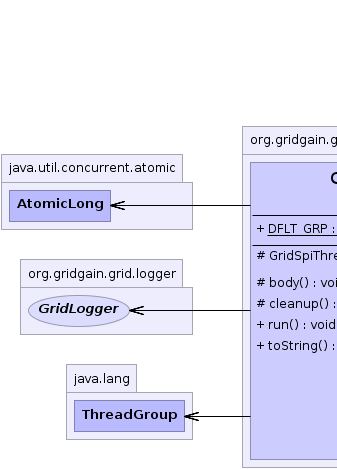 org.gridgain.g
java.util.concurrent.atomic
AtomicLong
+ DFLT_GRP :
# GridSpiThre
org.gridgain.grid.logger
GridLogger
# body() : voi
# cleanup() :
+ run() : void
+ toString() :
java.lang
ThreadGroup